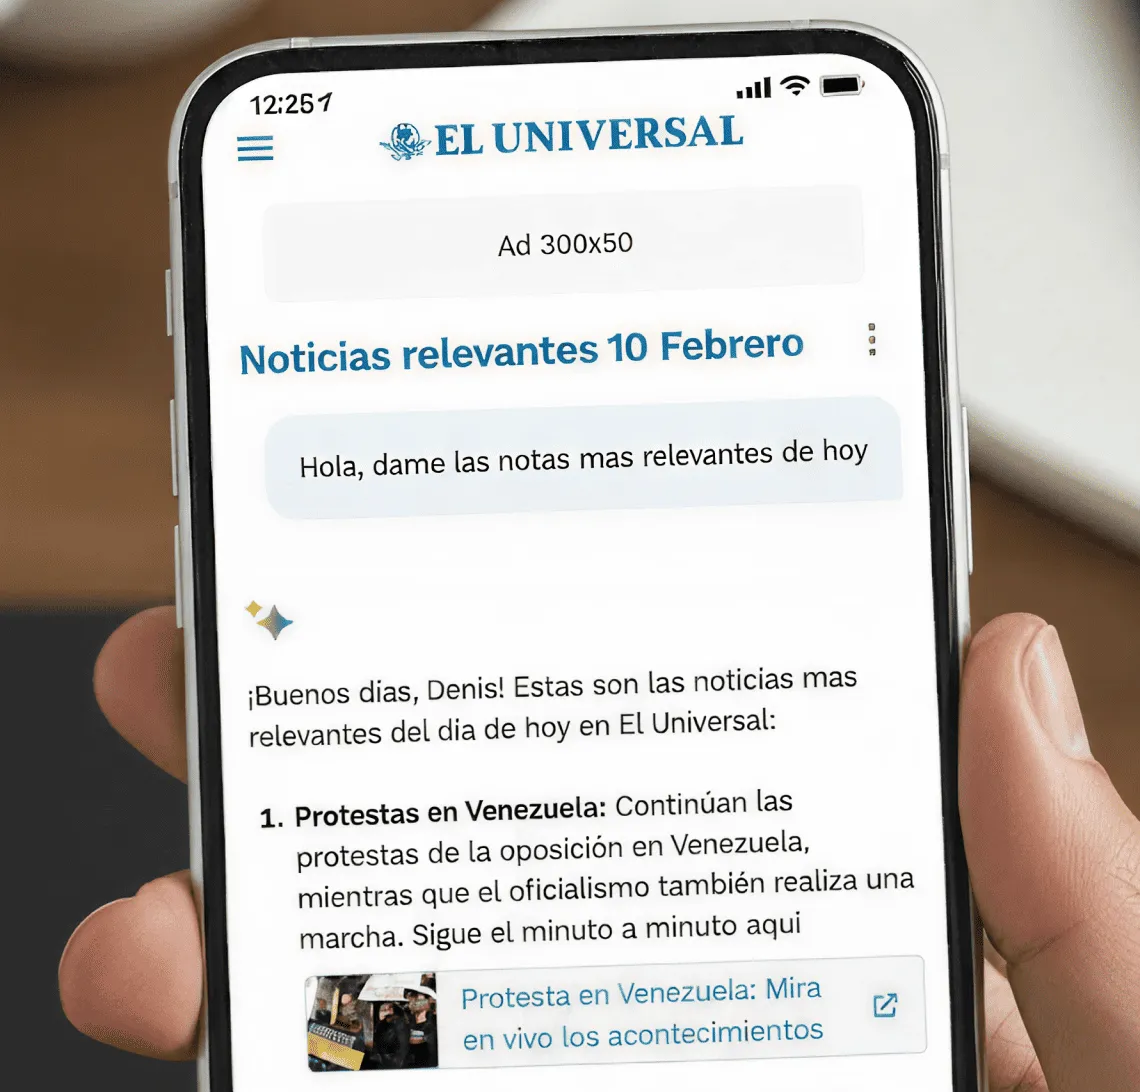 12:25
EL UNIVERSAL
Ad 300x50
Noticias relevantes 10 Febrero
Hola, dame las notas mas relevantes de hoy
¡Buenos dias, Denis! Estas son las noticias mas
relevantes del dia de hoy en El Universal:
1. Protestas en Venezuela: Continúan las
protestas de la oposición en Venezuela,
mientras que el oficialismo también realiza una
marcha. Sigue el minuto a minuto aqui
Protesta en Venezuela: Mira
en vivo los acontecimientos